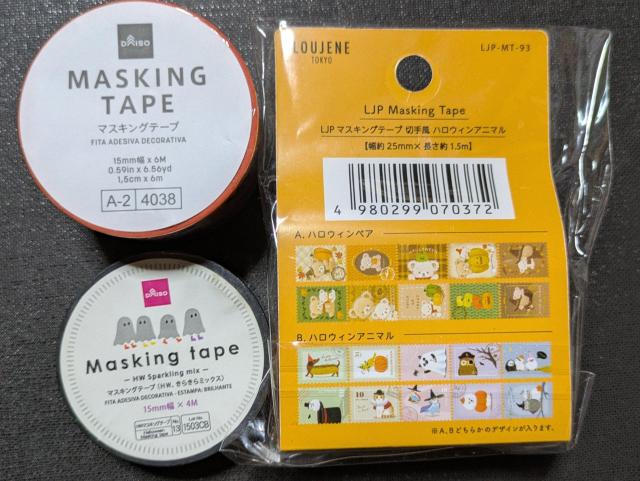 DAISO
MASKING
TAPE
マスキングテープ
FITA ADESIVA DECORATIVA
15mm幅 x 6M
0.59in x 6.56yd
1,5cm x 6m
A-2 4038
DAISO
Masking tape
— HW Sparkling mix —
マスキングテープ(HW、きらきらミックス)
FITA ADESIVA DECORATIVA - ESTAMPA: BRILHANTE
15mm幅 × 4M
No. 13
Lot No. 1503CB
LOUJENE
TOKYO
LJP-MT-93
LJP Masking Tape
LJP マスキングテープ 切手風 ハロウィンアニマル
【幅約 25mm× 長さ約 1.5m】
4 980299 070372
A. ハロウィンベア
B. ハロウィンアニマル
※A、Bどちらかのデザインが入ります。